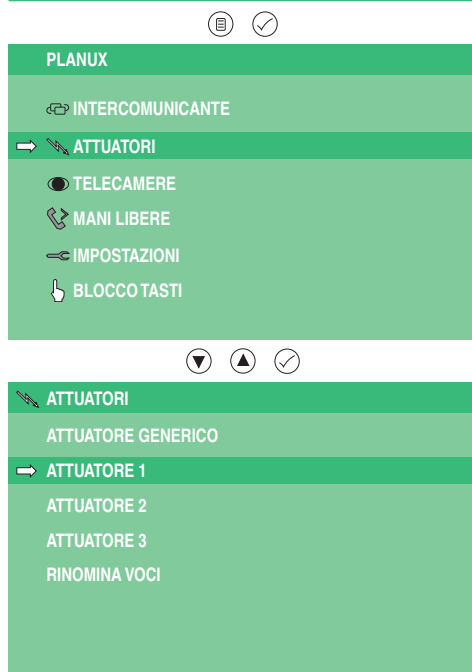 PLANUX
INTERCOMUNICANTE
ATTUATORI
TELECAMERE
MANI LIBERE
IMPOSTAZIONI
BLOCCO TASTI
ATTUATORI
ATTUATORE GENERICO
ATTUATORE 1
ATTUATORE 2
ATTUATORE 3
RINOMINA VOCI